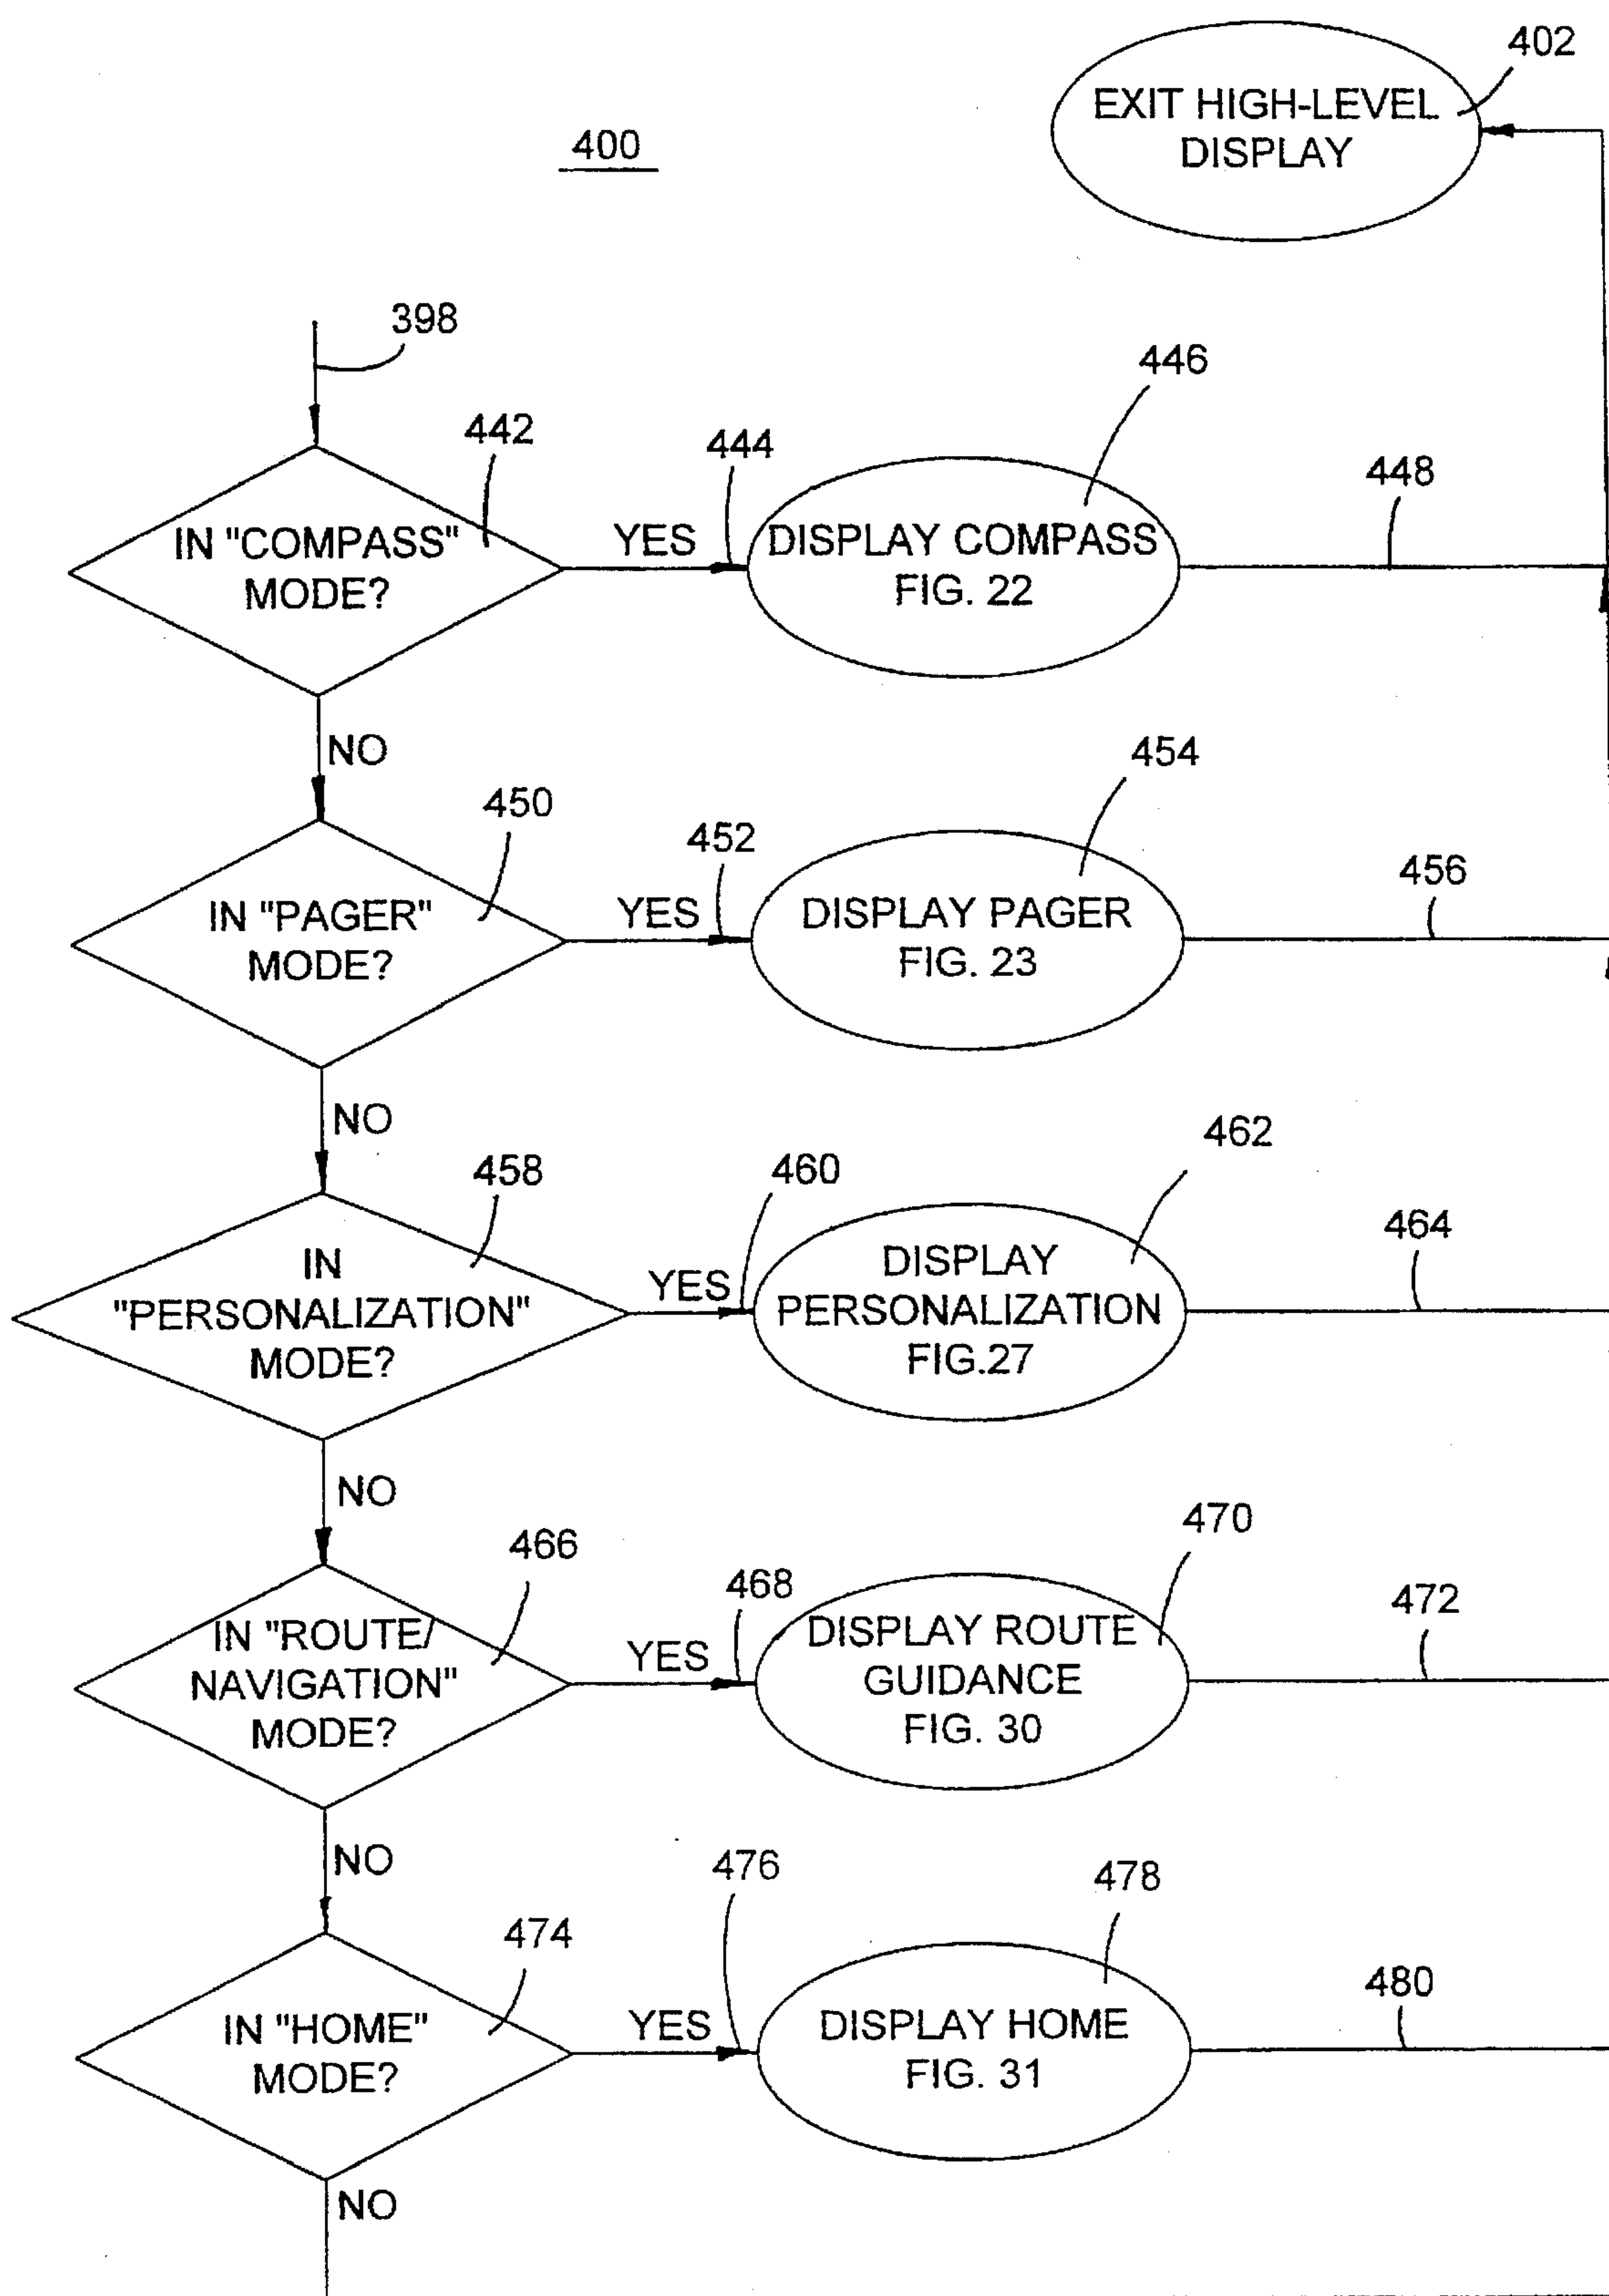 402
EXIT HIGH-LEVEL
DISPLAY
400
398
446
442
444
448
IN "COMPASS"
MODE?
YES
DISPLAY COMPASS
FIG. 22
NO
454
450
452
456
IN "PAGER"
MODE?
YES
DISPLAY PAGER
FIG. 23
NO
462
458
460
464
IN
"PERSONALIZATION"
MODE?
YES
DISPLAY
PERSONALIZATION
FIG.27
NO
470
466
468
472
IN "ROUTE/
NAVIGATION"
MODE?
YES
DISPLAY ROUTE
GUIDANCE
FIG. 30
NO
476
478
474
480
IN "HOME"
MODE?
YES
DISPLAY HOME
FIG. 31
NO